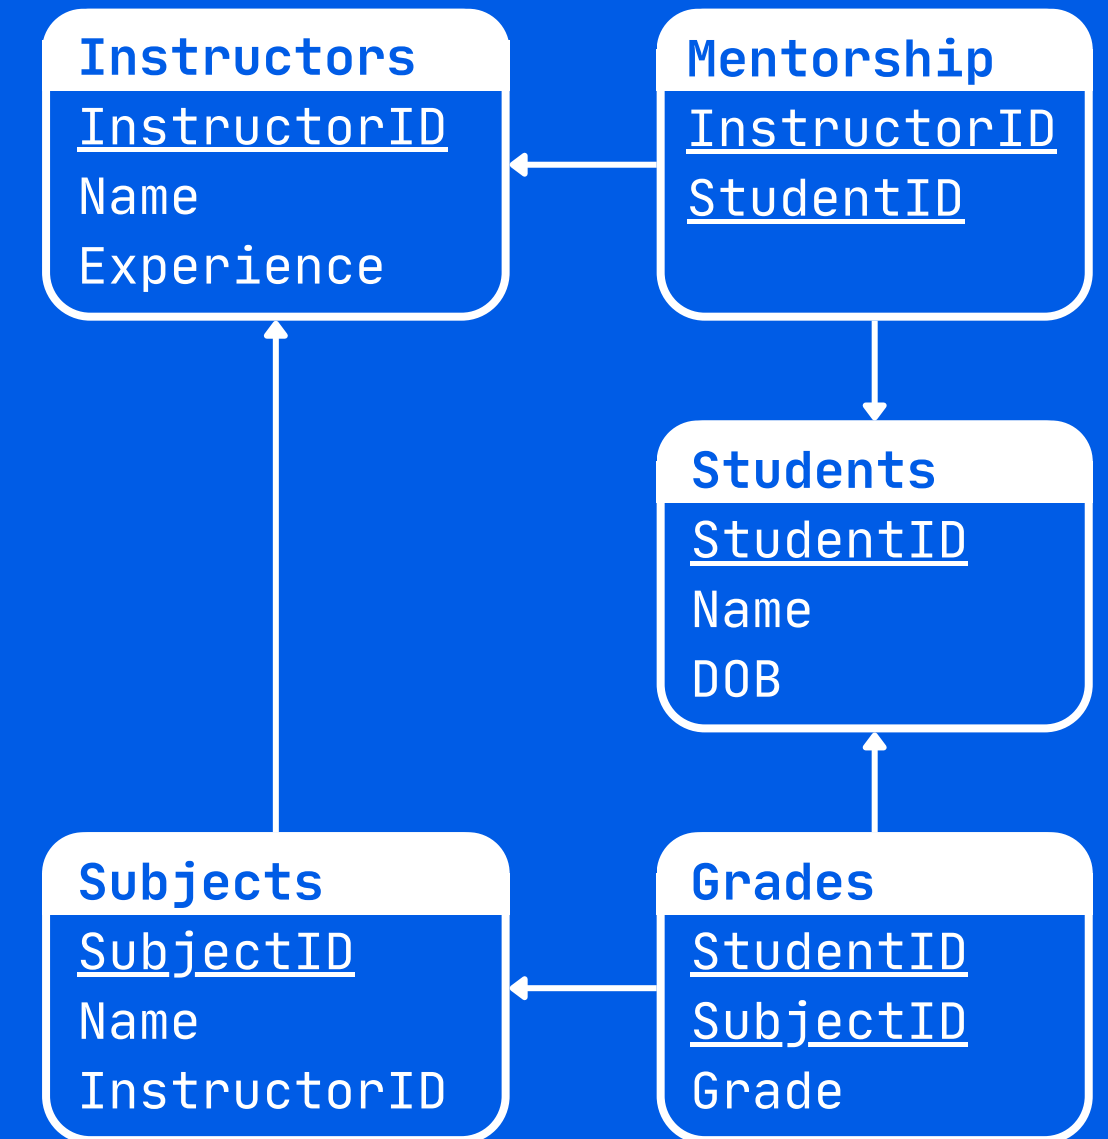 Instructors
InstructorID
Name
Experience
Mentorship
InstructorID
StudentID
Students
StudentID
Name
DOB
Subjects
SubjectID
Name
InstructorID
Grades
StudentID
SubjectID
Grade